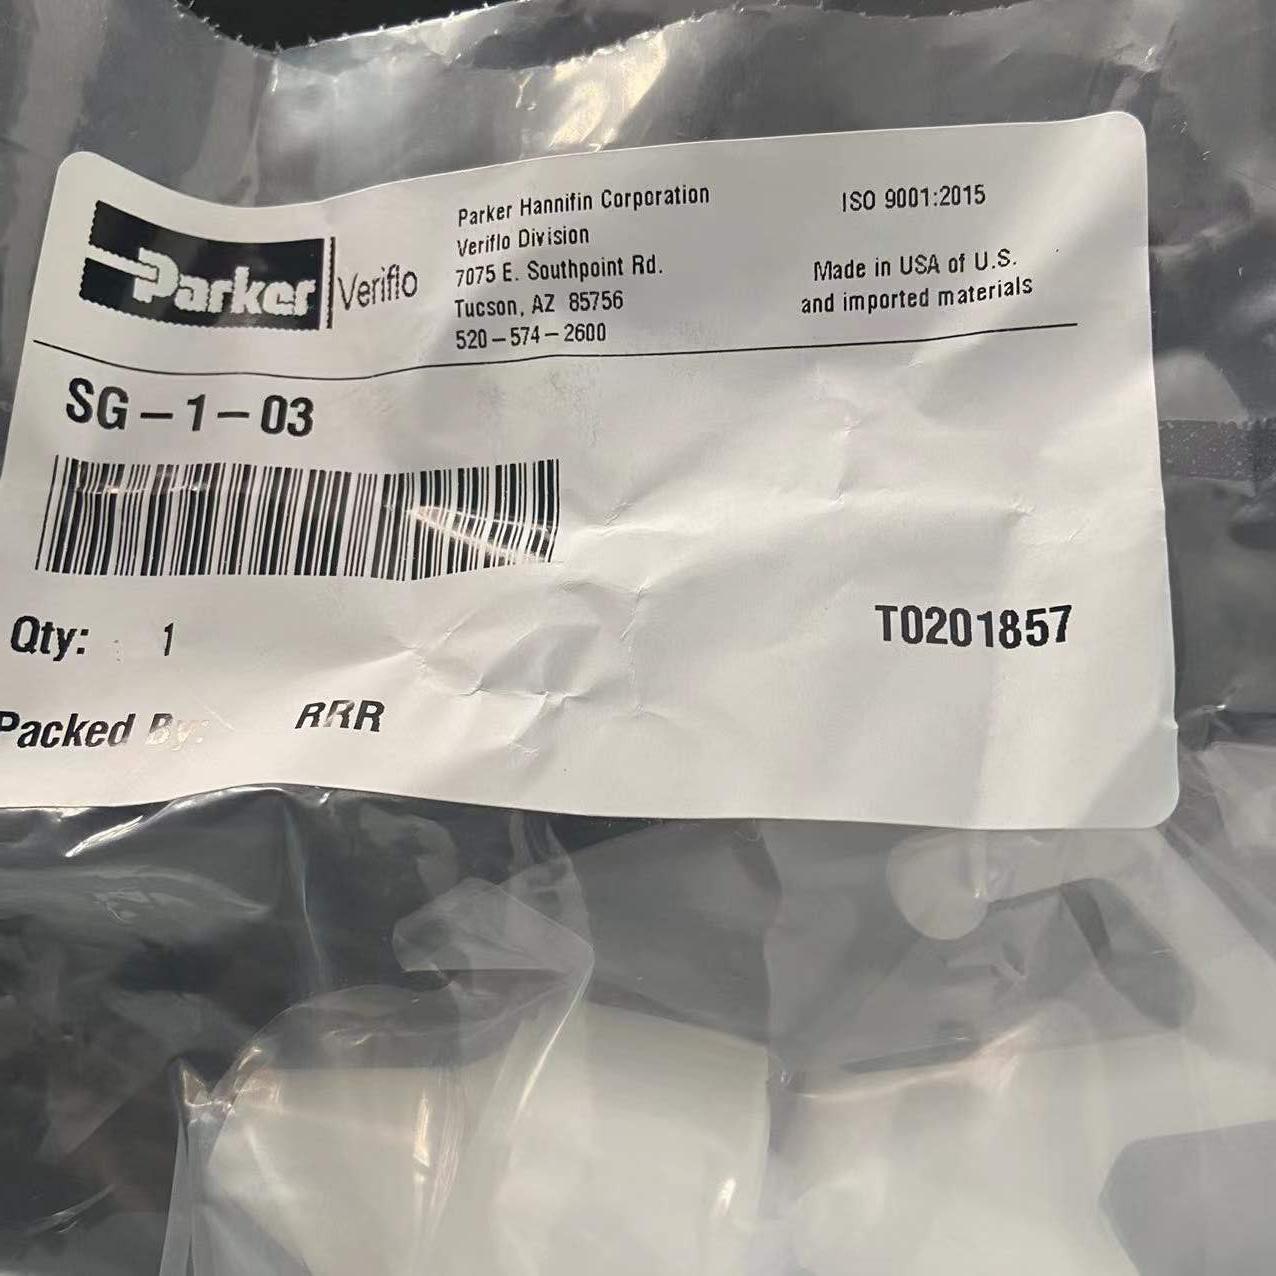 Parker Veriflo
Parker Hannifin Corporation
Veriflo Division
7075 E. Southpoint Rd.
Tucson, AZ 85756
520-574-2600
ISO 9001:2015
Made in USA of U.S.
and imported materials
SG-1-03
Qty: 1
T0201857
Packed By: RRR